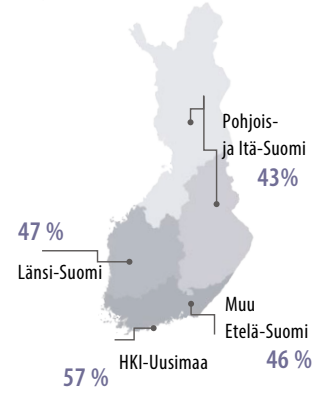 Pohjois-
ja Itä-Suomi
43%
47 %
Länsi-Suomi
Muu
Etelä-Suomi
46 %
HKI-Uusimaa
57 %